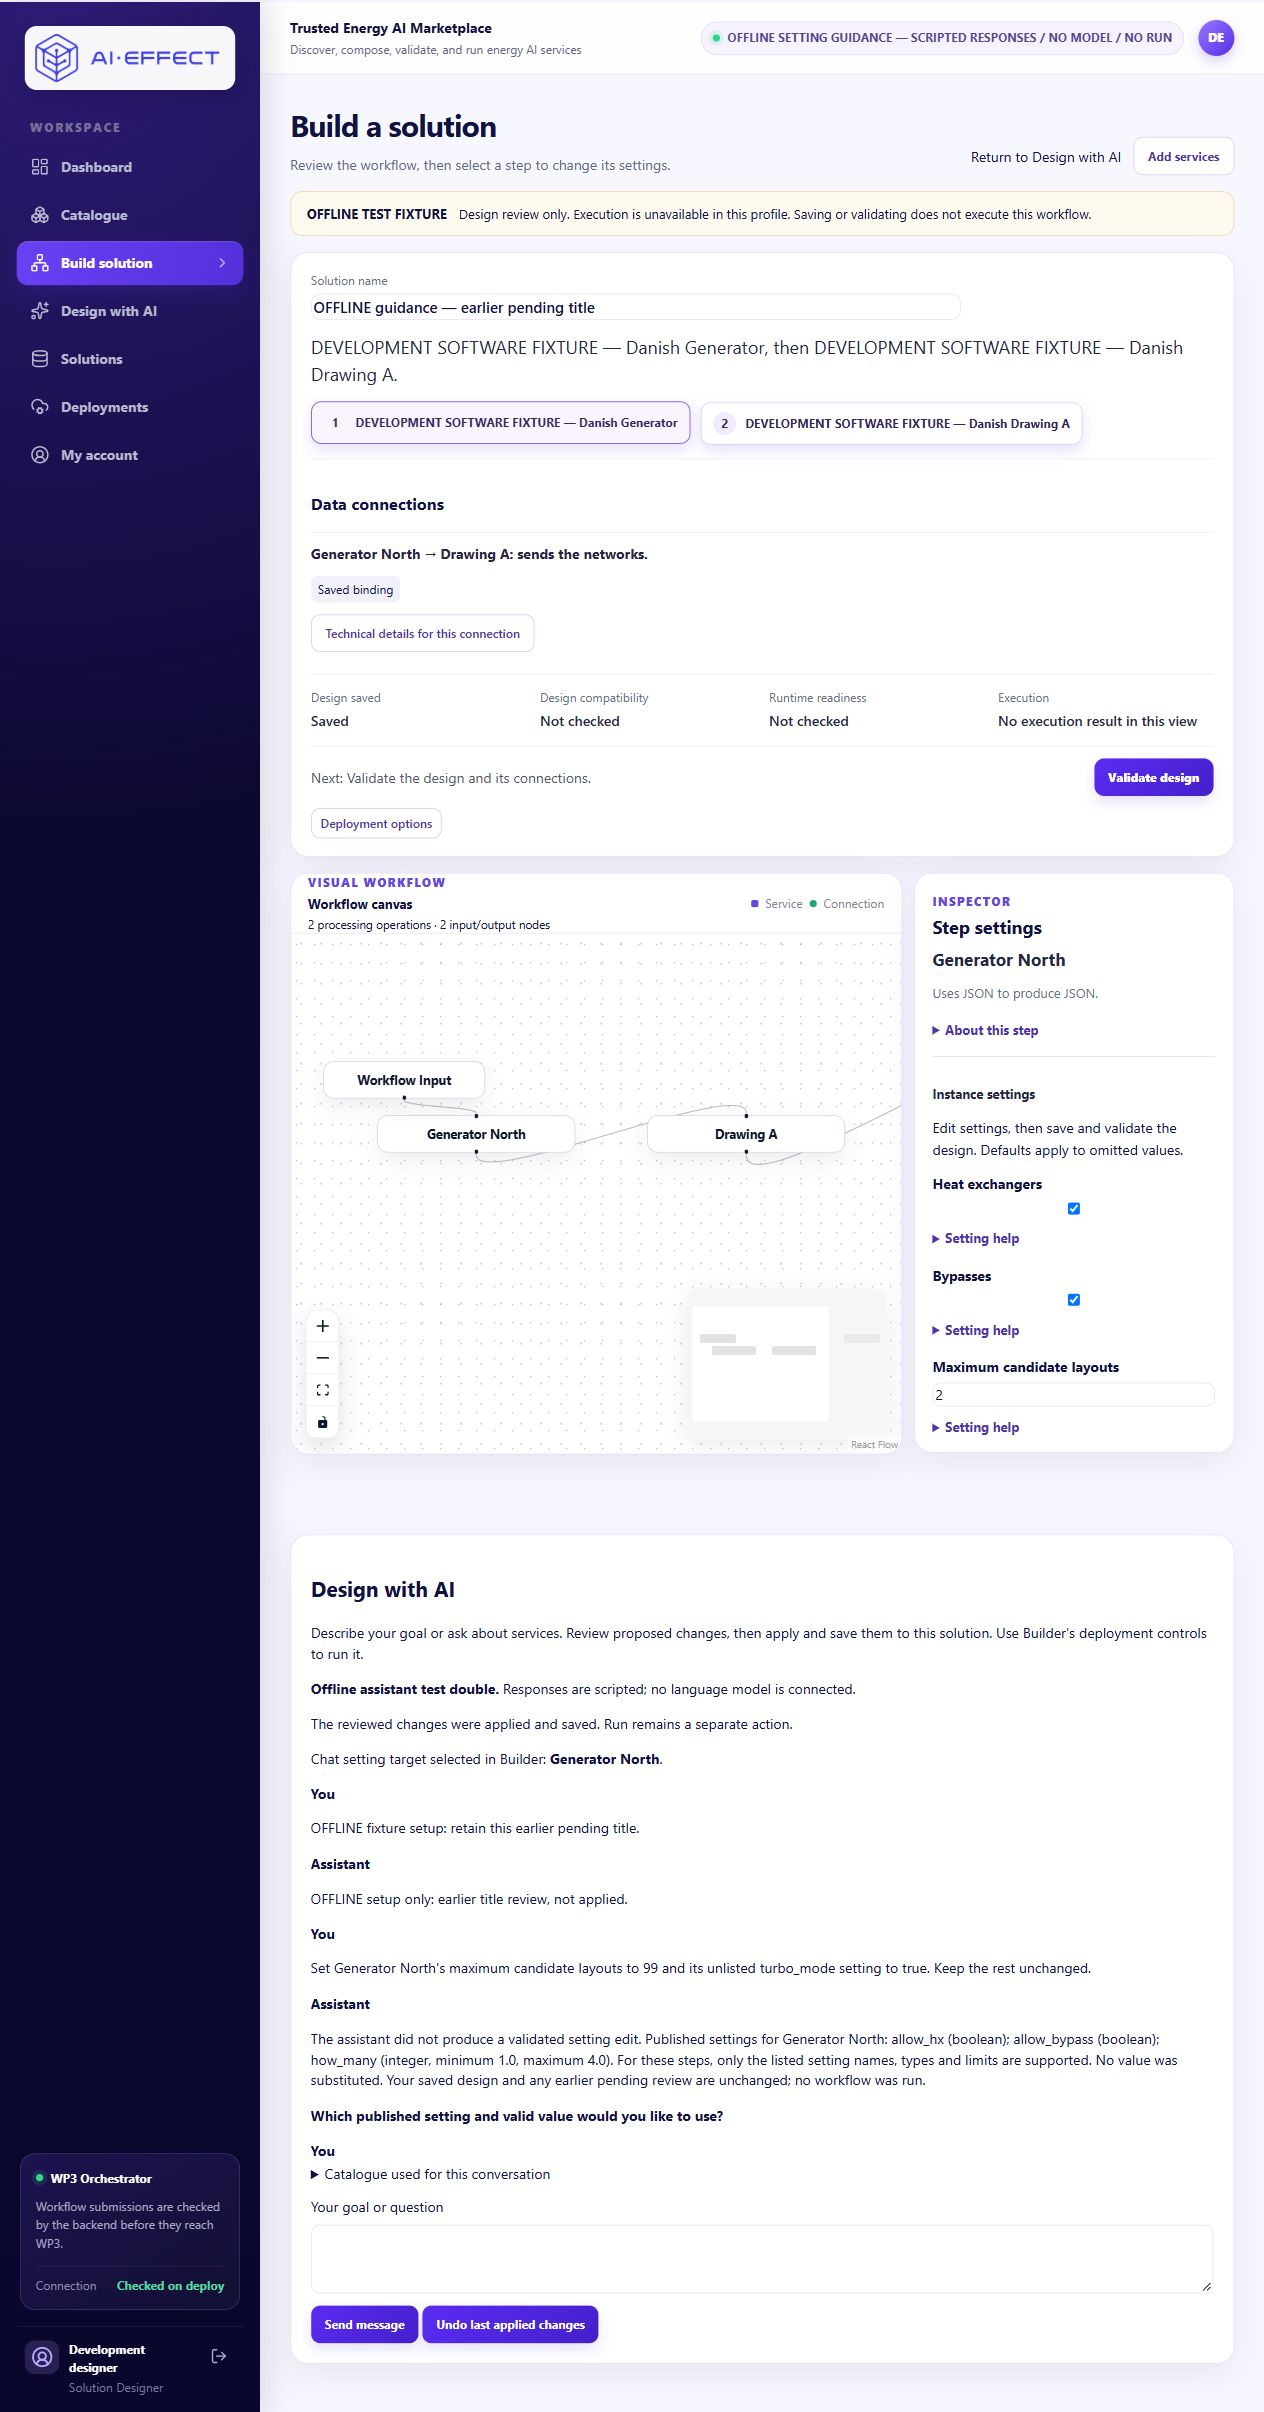 AI·EFFECT
WORKSPACE
Dashboard
Catalogue
Build solution
Design with AI
Solutions
Deployments
My account
WP3 Orchestrator
Workflow submissions are checked
by the backend before they reach
WP3.
Connection Checked on deploy
Development
designer
Solution Designer
Trusted Energy AI Marketplace
Discover, compose, validate, and run energy AI services
OFFLINE SETTING GUIDANCE — SCRIPTED RESPONSES / NO MODEL / NO RUN
DE
Build a solution
Review the workflow, then select a step to change its settings.
Return to Design with AI
Add services
OFFLINE TEST FIXTURE Design review only. Execution is unavailable in this profile. Saving or validating does not execute this workflow.
Solution name
OFFLINE guidance — earlier pending title
DEVELOPMENT SOFTWARE FIXTURE — Danish Generator, then DEVELOPMENT SOFTWARE FIXTURE — Danish
Drawing A.
1 DEVELOPMENT SOFTWARE FIXTURE — Danish Generator
2 DEVELOPMENT SOFTWARE FIXTURE — Danish Drawing A
Data connections
Generator North → Drawing A: sends the networks.
Saved binding
Technical details for this connection
Design saved
Saved
Design compatibility
Not checked
Runtime readiness
Not checked
Execution
No execution result in this view
Next: Validate the design and its connections.
Validate design
Deployment options
VISUAL WORKFLOW
Workflow canvas
2 processing operations · 2 input/output nodes
Service Connection
Workflow Input
Generator North
Drawing A
React Flow
INSPECTOR
Step settings
Generator North
Uses JSON to produce JSON.
About this step
Instance settings
Edit settings, then save and validate the
design. Defaults apply to omitted values.
Heat exchangers
Setting help
Bypasses
Setting help
Maximum candidate layouts
2
Setting help
Design with AI
Describe your goal or ask about services. Review proposed changes, then apply and save them to this solution. Use Builder's deployment controls
to run it.
Offline assistant test double. Responses are scripted; no language model is connected.
The reviewed changes were applied and saved. Run remains a separate action.
Chat setting target selected in Builder: Generator North.
You
OFFLINE fixture setup: retain this earlier pending title.
Assistant
OFFLINE setup only: earlier title review, not applied.
You
Set Generator North's maximum candidate layouts to 99 and its unlisted turbo_mode setting to true. Keep the rest unchanged.
Assistant
The assistant did not produce a validated setting edit. Published settings for Generator North: allow_hx (boolean); allow_bypass (boolean);
how_many (integer, minimum 1.0, maximum 4.0). For these steps, only the listed setting names, types and limits are supported. No value was
substituted. Your saved design and any earlier pending review are unchanged; no workflow was run.
Which published setting and valid value would you like to use?
You
Catalogue used for this conversation
Your goal or question
Send message
Undo last applied changes